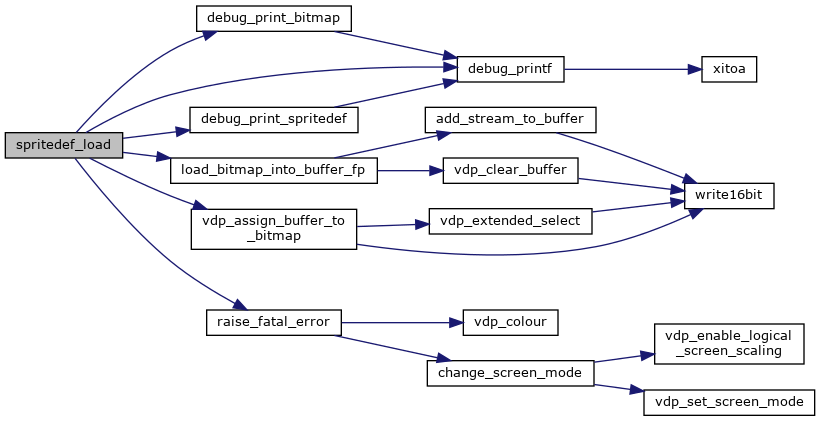 debug_print_bitmap
debug_printf
xitoa
debug_print_spritedef
add_stream_to_buffer
spritedef_load
load_bitmap_into_buffer_fp
vdp_clear_buffer
write16bit
vdp_assign_buffer_to
_bitmap
vdp_extended_select
raise_fatal_error
vdp_colour
vdp_enable_logical
_screen_scaling
change_screen_mode
vdp_set_screen_mode